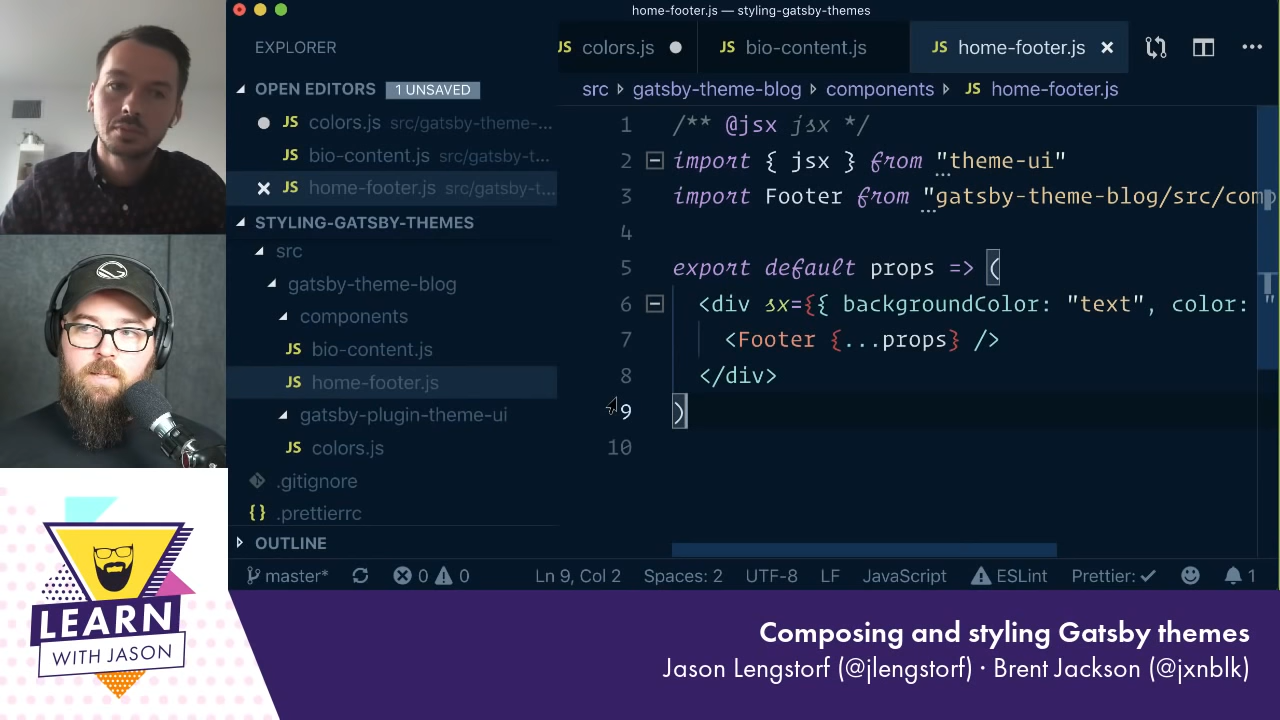 home-footer.js — styling-gatsby-themes
EXPLORER
OPEN EDITORS 1 UNSAVED
JS colors.js src/gatsby-theme-...
JS bio-content.js src/gatsby-t...
JS home-footer.js src/gatsby-t...
STYLING-GATSBY-THEMES
src
gatsby-theme-blog
components
JS bio-content.js
JS home-footer.js
gatsby-plugin-theme-ui
JS colors.js
.gitignore
{} .prettierrc
OUTLINE
JS colors.js
JS bio-content.js
JS home-footer.js
src gatsby-theme-blog components JS home-footer.js
1 /** @jsx jsx */
2 import { jsx } from "theme-ui"
3 import Footer from "gatsby-theme-blog/src/comp
4
5 export default props => (
6 <div sx={{ backgroundColor: "text", color: "
7 <Footer {...props} />
8 </div>
9 )
10
master* 0 0 Ln 9, Col 2 Spaces: 2 UTF-8 LF JavaScript ESLint Prettier: ✓ 1
LEARN
WITH JASON
Composing and styling Gatsby themes
Jason Lengstorf (@jlengstorf) · Brent Jackson (@jxnblk)